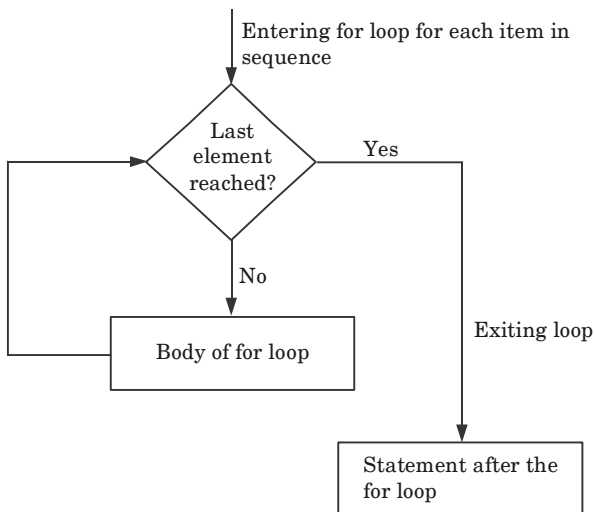 Entering for loop for each item in
sequence
Last
element
reached?
Yes
No
Body of for loop
Exiting loop
Statement after the
for loop